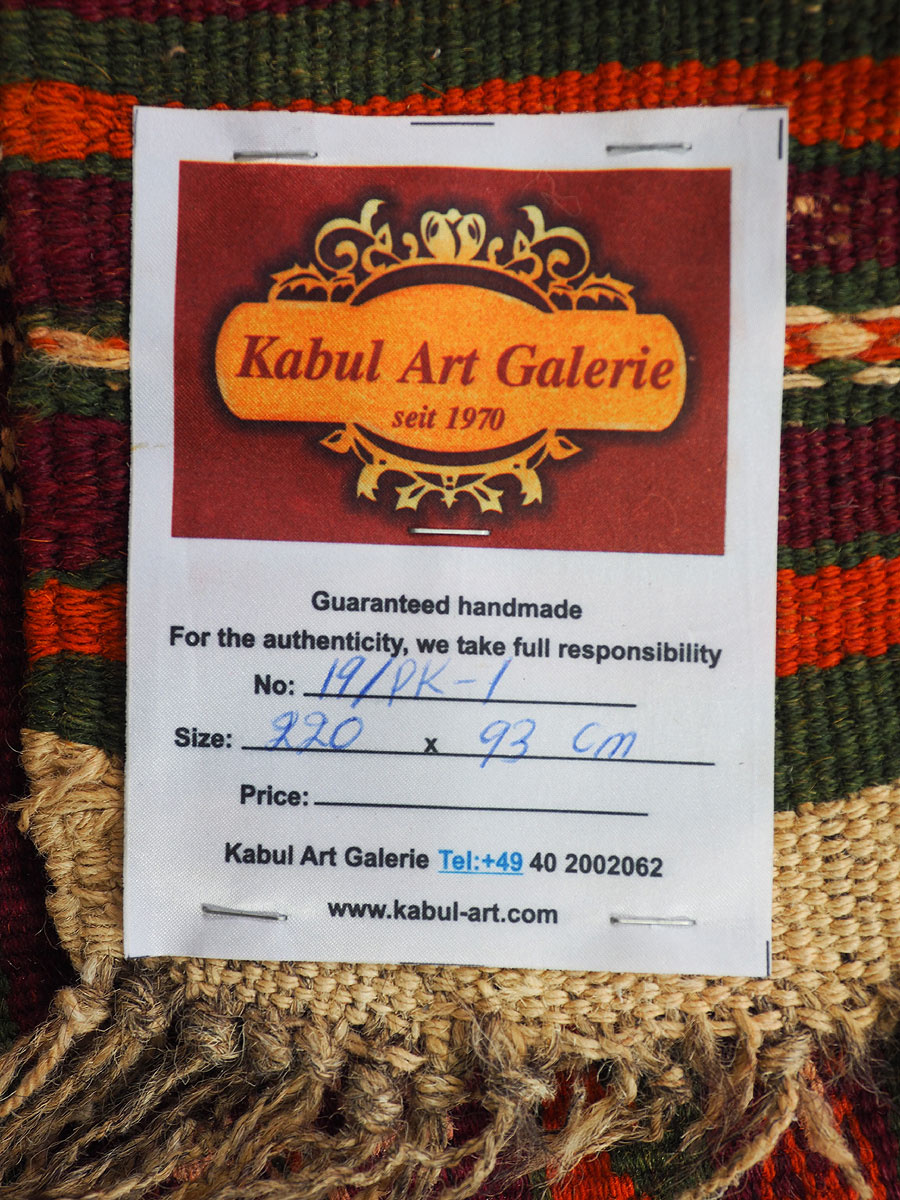 Kabul Art Galerie
seit 1970
Guaranteed handmade
For the authenticity, we take full responsibility
No: 19/PK-1
Size: 220 x 93 cm
Price:
Kabul Art Galerie Tel:+49 40 2002062
www.kabul-art.com